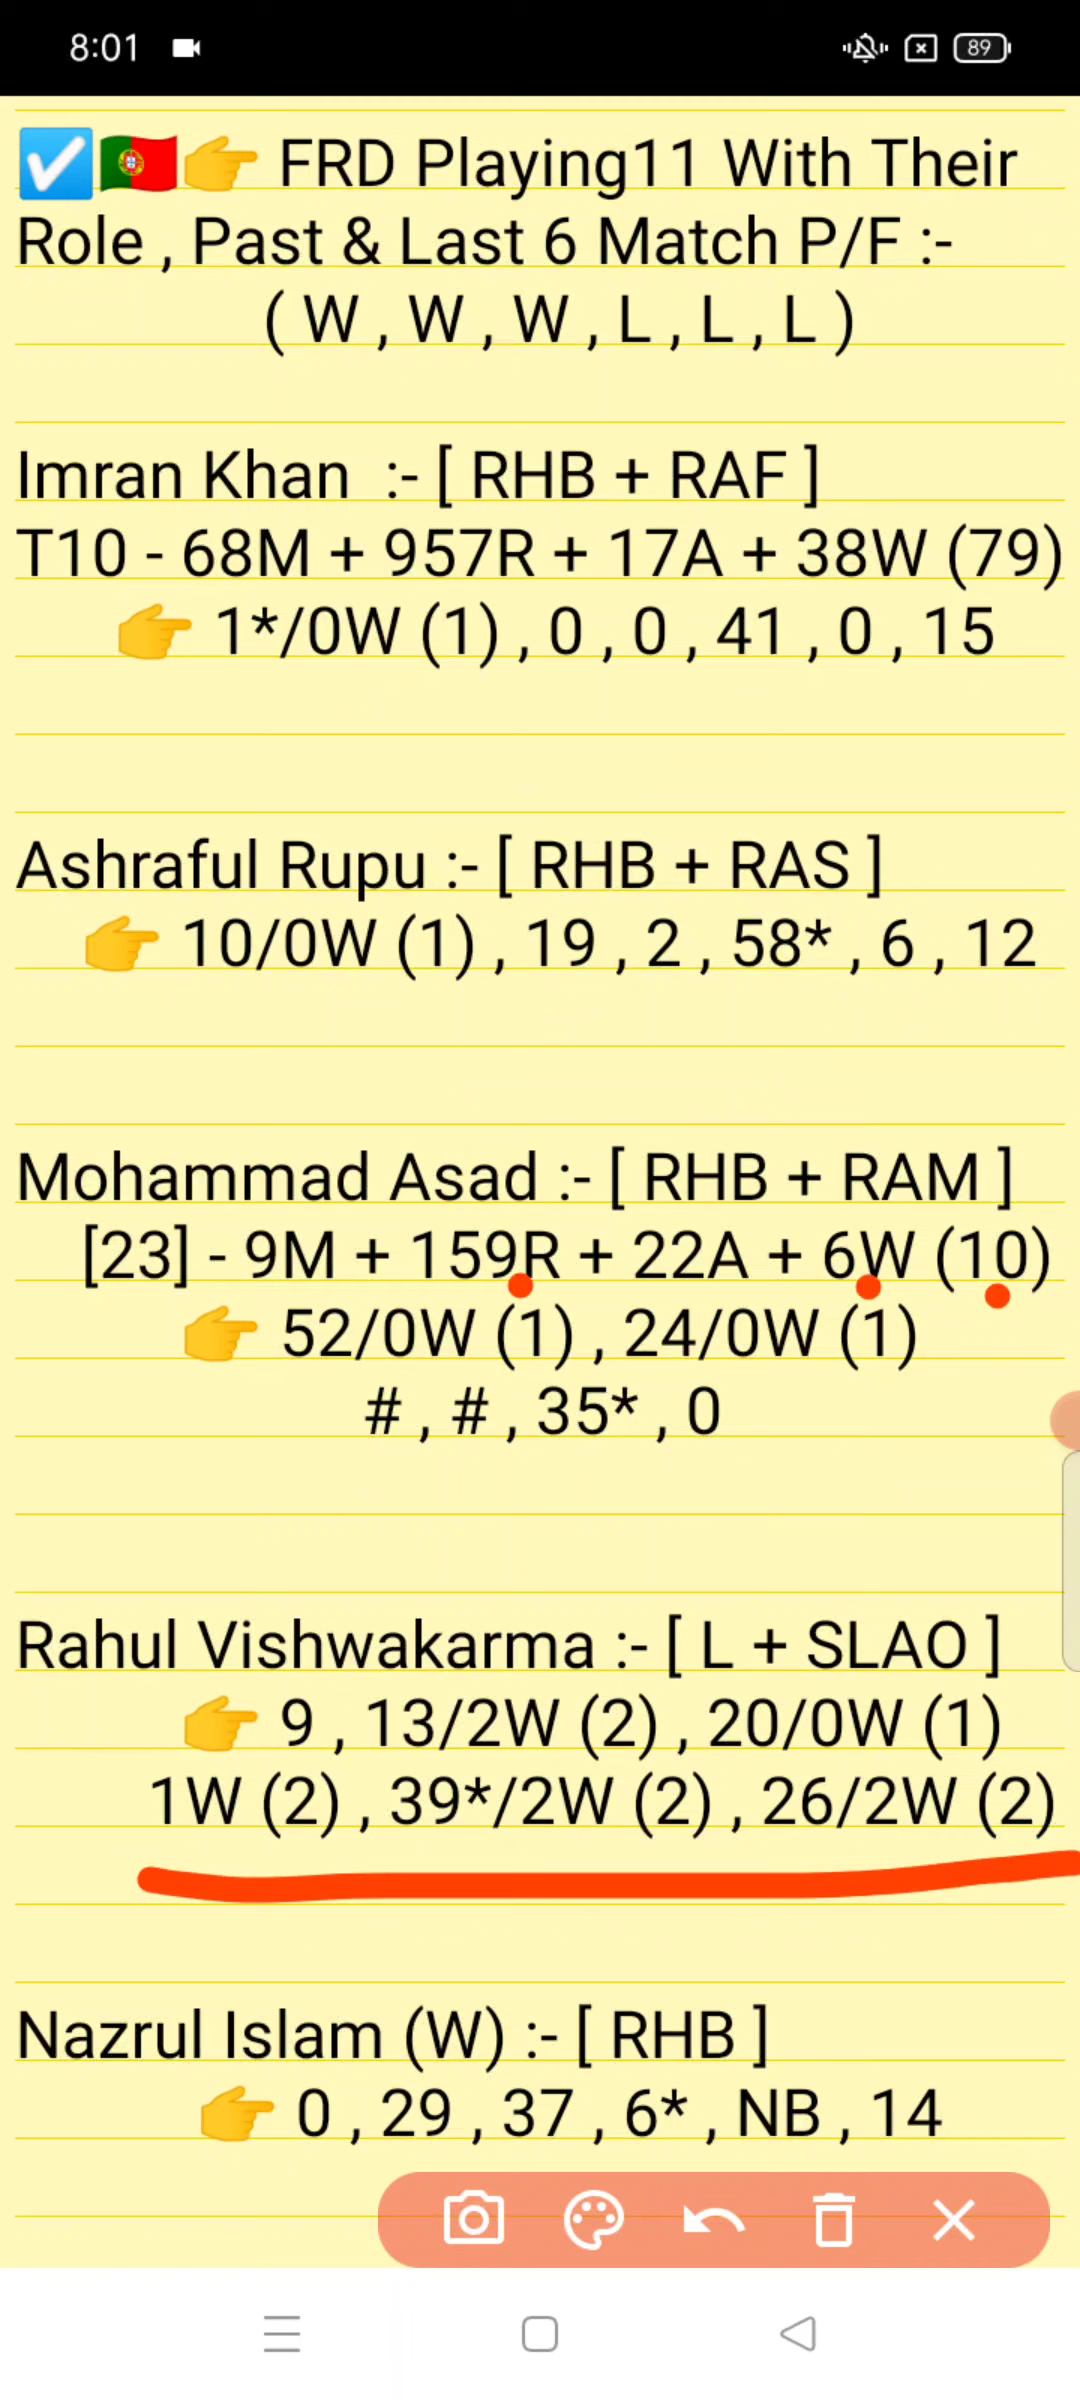 8:01 89
☑️🇵🇹👉 FRD Playing11 With Their
Role , Past & Last 6 Match P/F :-
( W , W , W , L , L , L )
Imran Khan :- [ RHB + RAF ]
T10 - 68M + 957R + 17A + 38W (79)
👉 1*/0W (1) , 0 , 0 , 41 , 0 , 15
Ashraful Rupu :- [ RHB + RAS ]
👉 10/0W (1) , 19 , 2 , 58* , 6 , 12
Mohammad Asad :- [ RHB + RAM ]
[23] - 9M + 159R + 22A + 6W (10)
👉 52/0W (1) , 24/0W (1)
# , # , 35* , 0
Rahul Vishwakarma :- [ L + SLAO ]
👉 9 , 13/2W (2) , 20/0W (1)
1W (2) , 39*/2W (2) , 26/2W (2)
Nazrul Islam (W) :- [ RHB ]
👉 0 , 29 , 37 , 6* , NB , 14